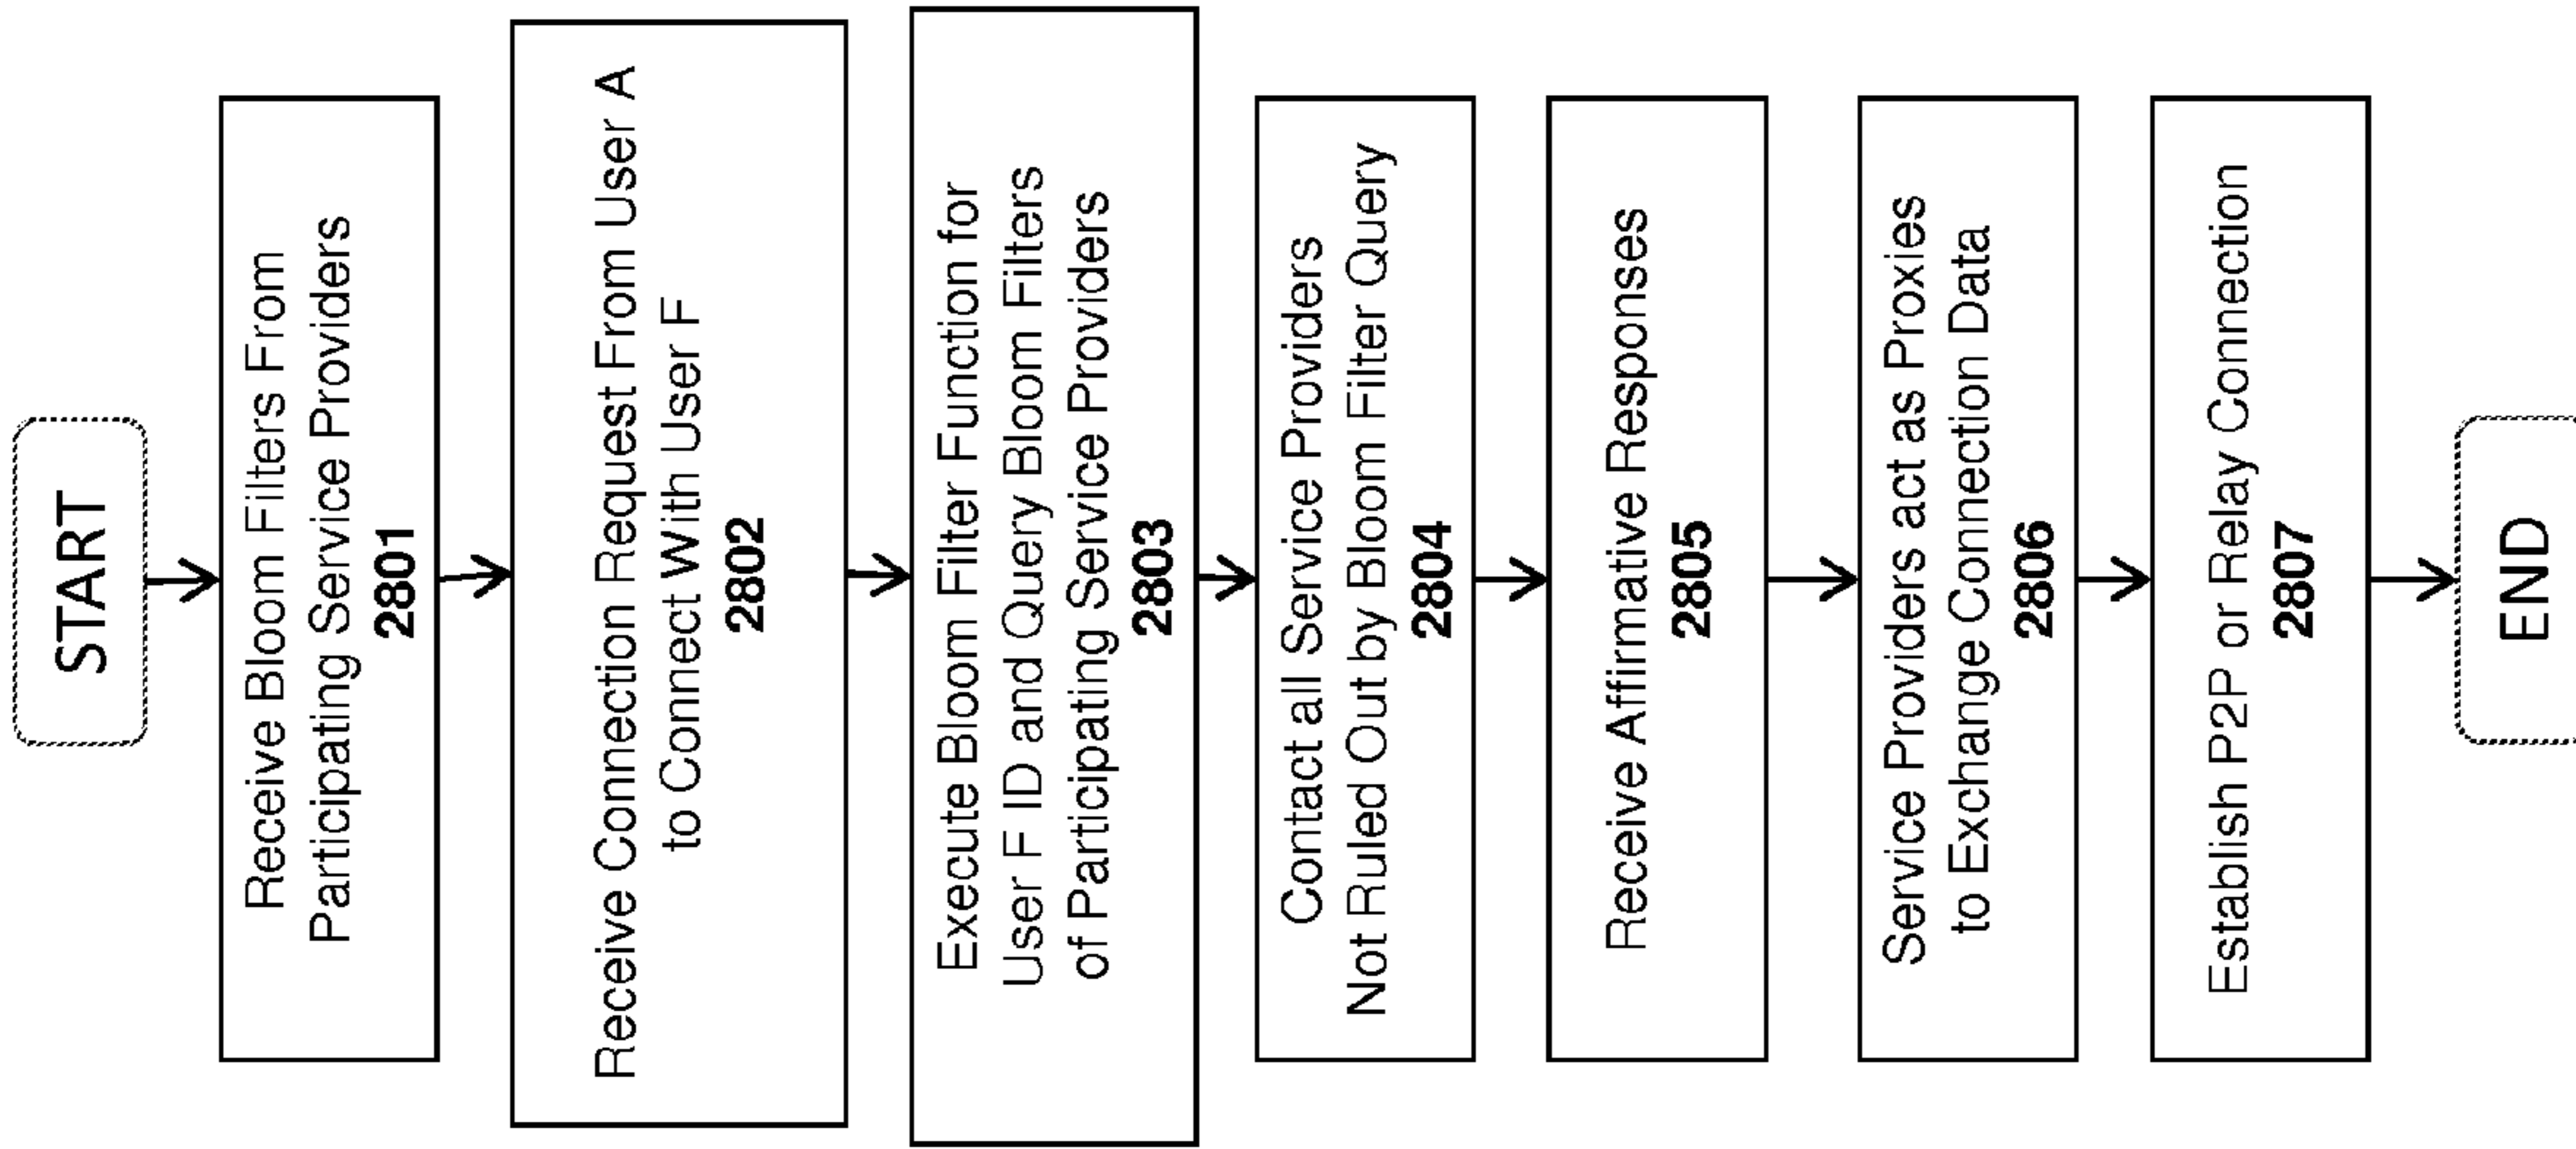 START
Receive Bloom Filters From
Participating Service Providers
2801
Receive Connection Request From User A
to Connect With User F
2802
Execute Bloom Filter Function for
User F ID and Query Bloom Filters
of Participating Service Providers
2803
Contact all Service Providers
Not Ruled Out by Bloom Filter Query
2804
Receive Affirmative Responses
2805
Service Providers act as Proxies
to Exchange Connection Data
2806
Establish P2P or Relay Connection
2807
END